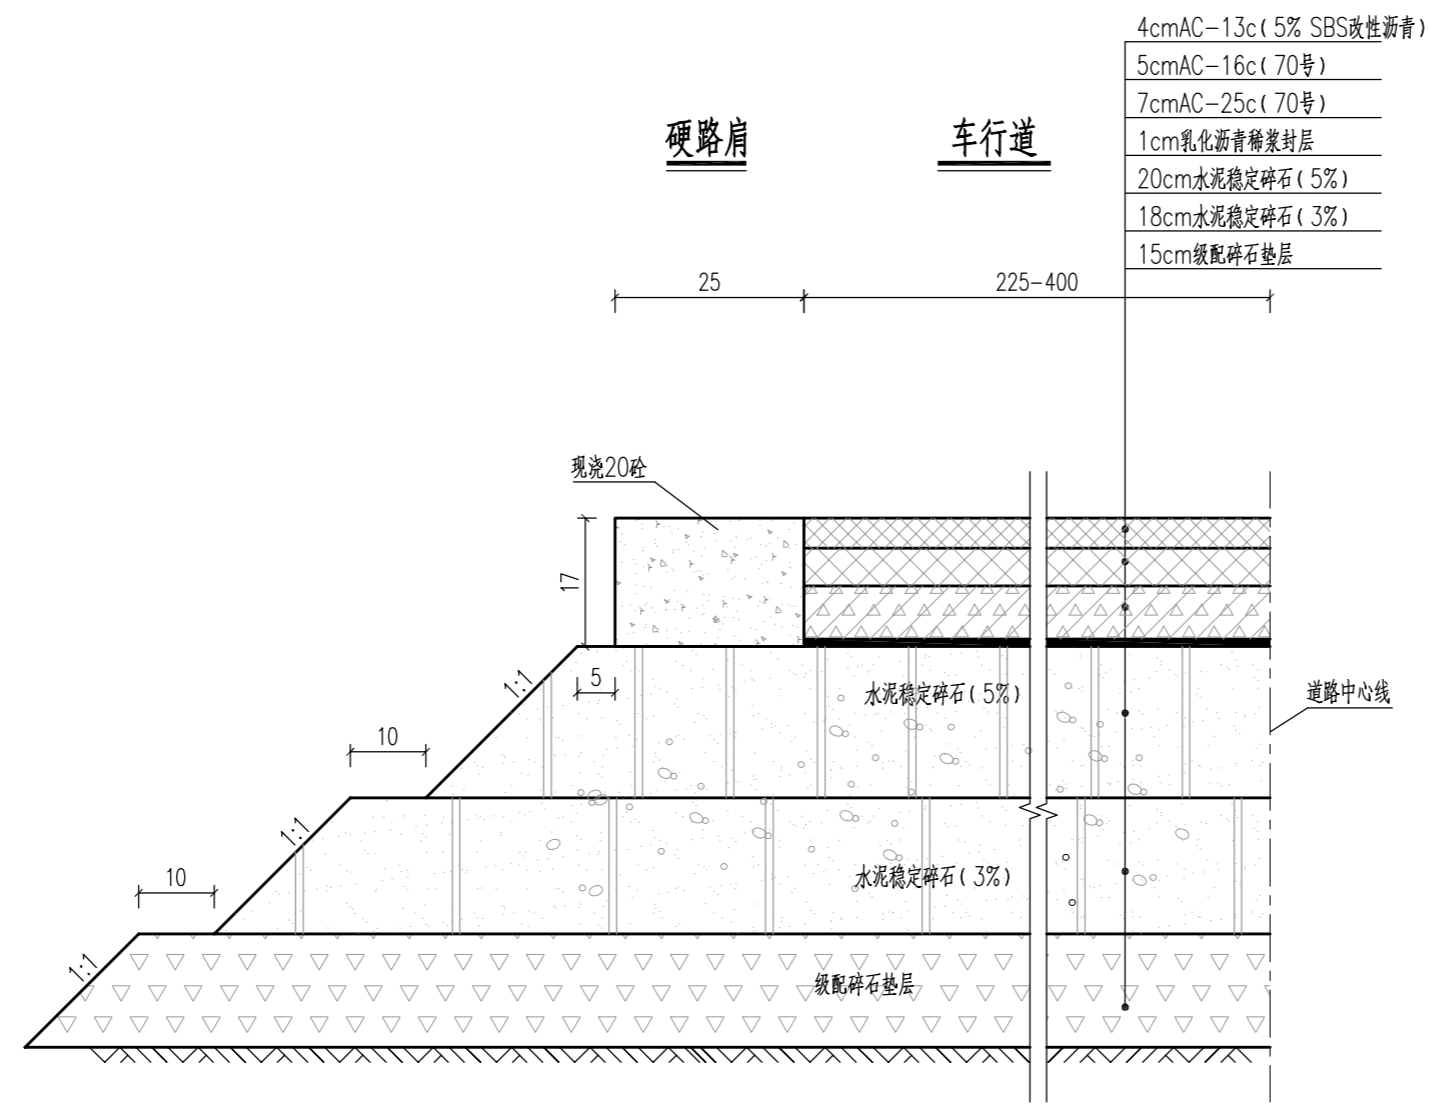 4cmAC-13c(5% SBS改性沥青)
5cmAC-16c(70号)
7cmAC-25c(70号)
1cm乳化沥青稀浆封层
20cm水泥稳定碎石(5%)
18cm水泥稳定碎石(3%)
15cm级配碎石垫层
硬路肩
车行道
25
225-400
现浇20砼
17
5
1:1
水泥稳定碎石(5%)
道路中心线
10
1:1
水泥稳定碎石(3%)
10
1:1
级配碎石垫层